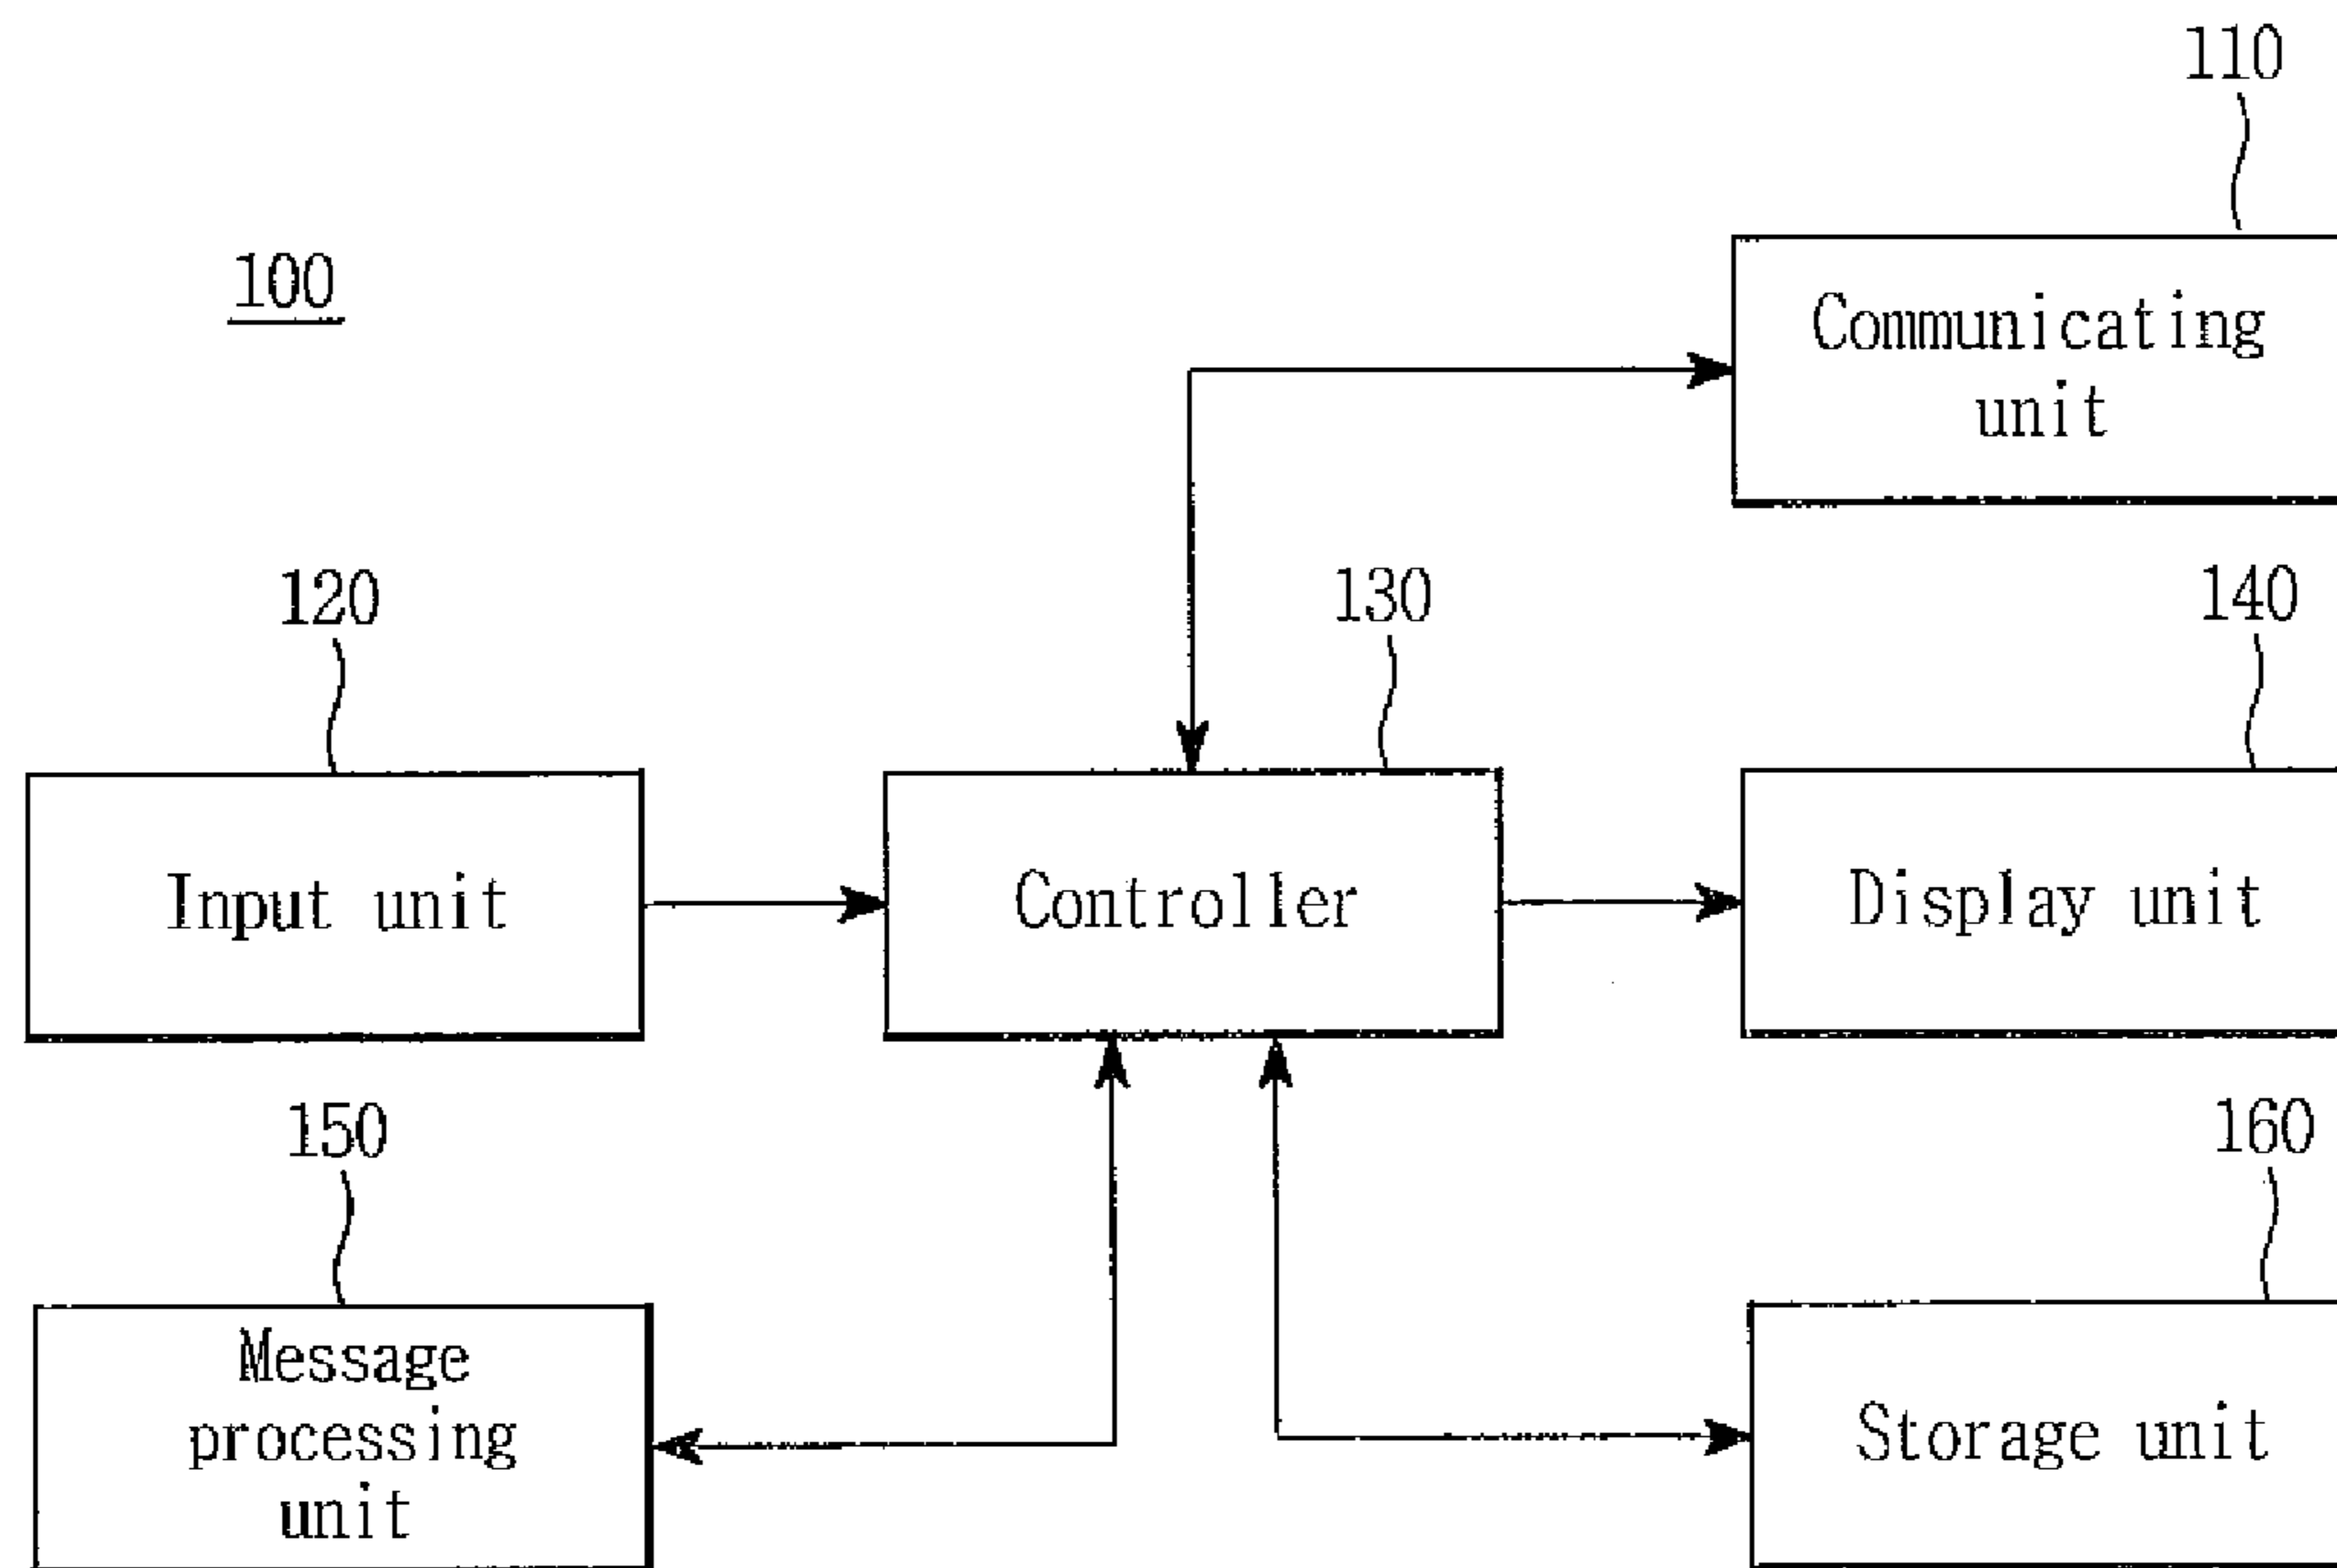 110
100
Communicating
unit
120
130
140
Input unit
Controller
Display unit
150
160
Message
processing
unit
Storage unit